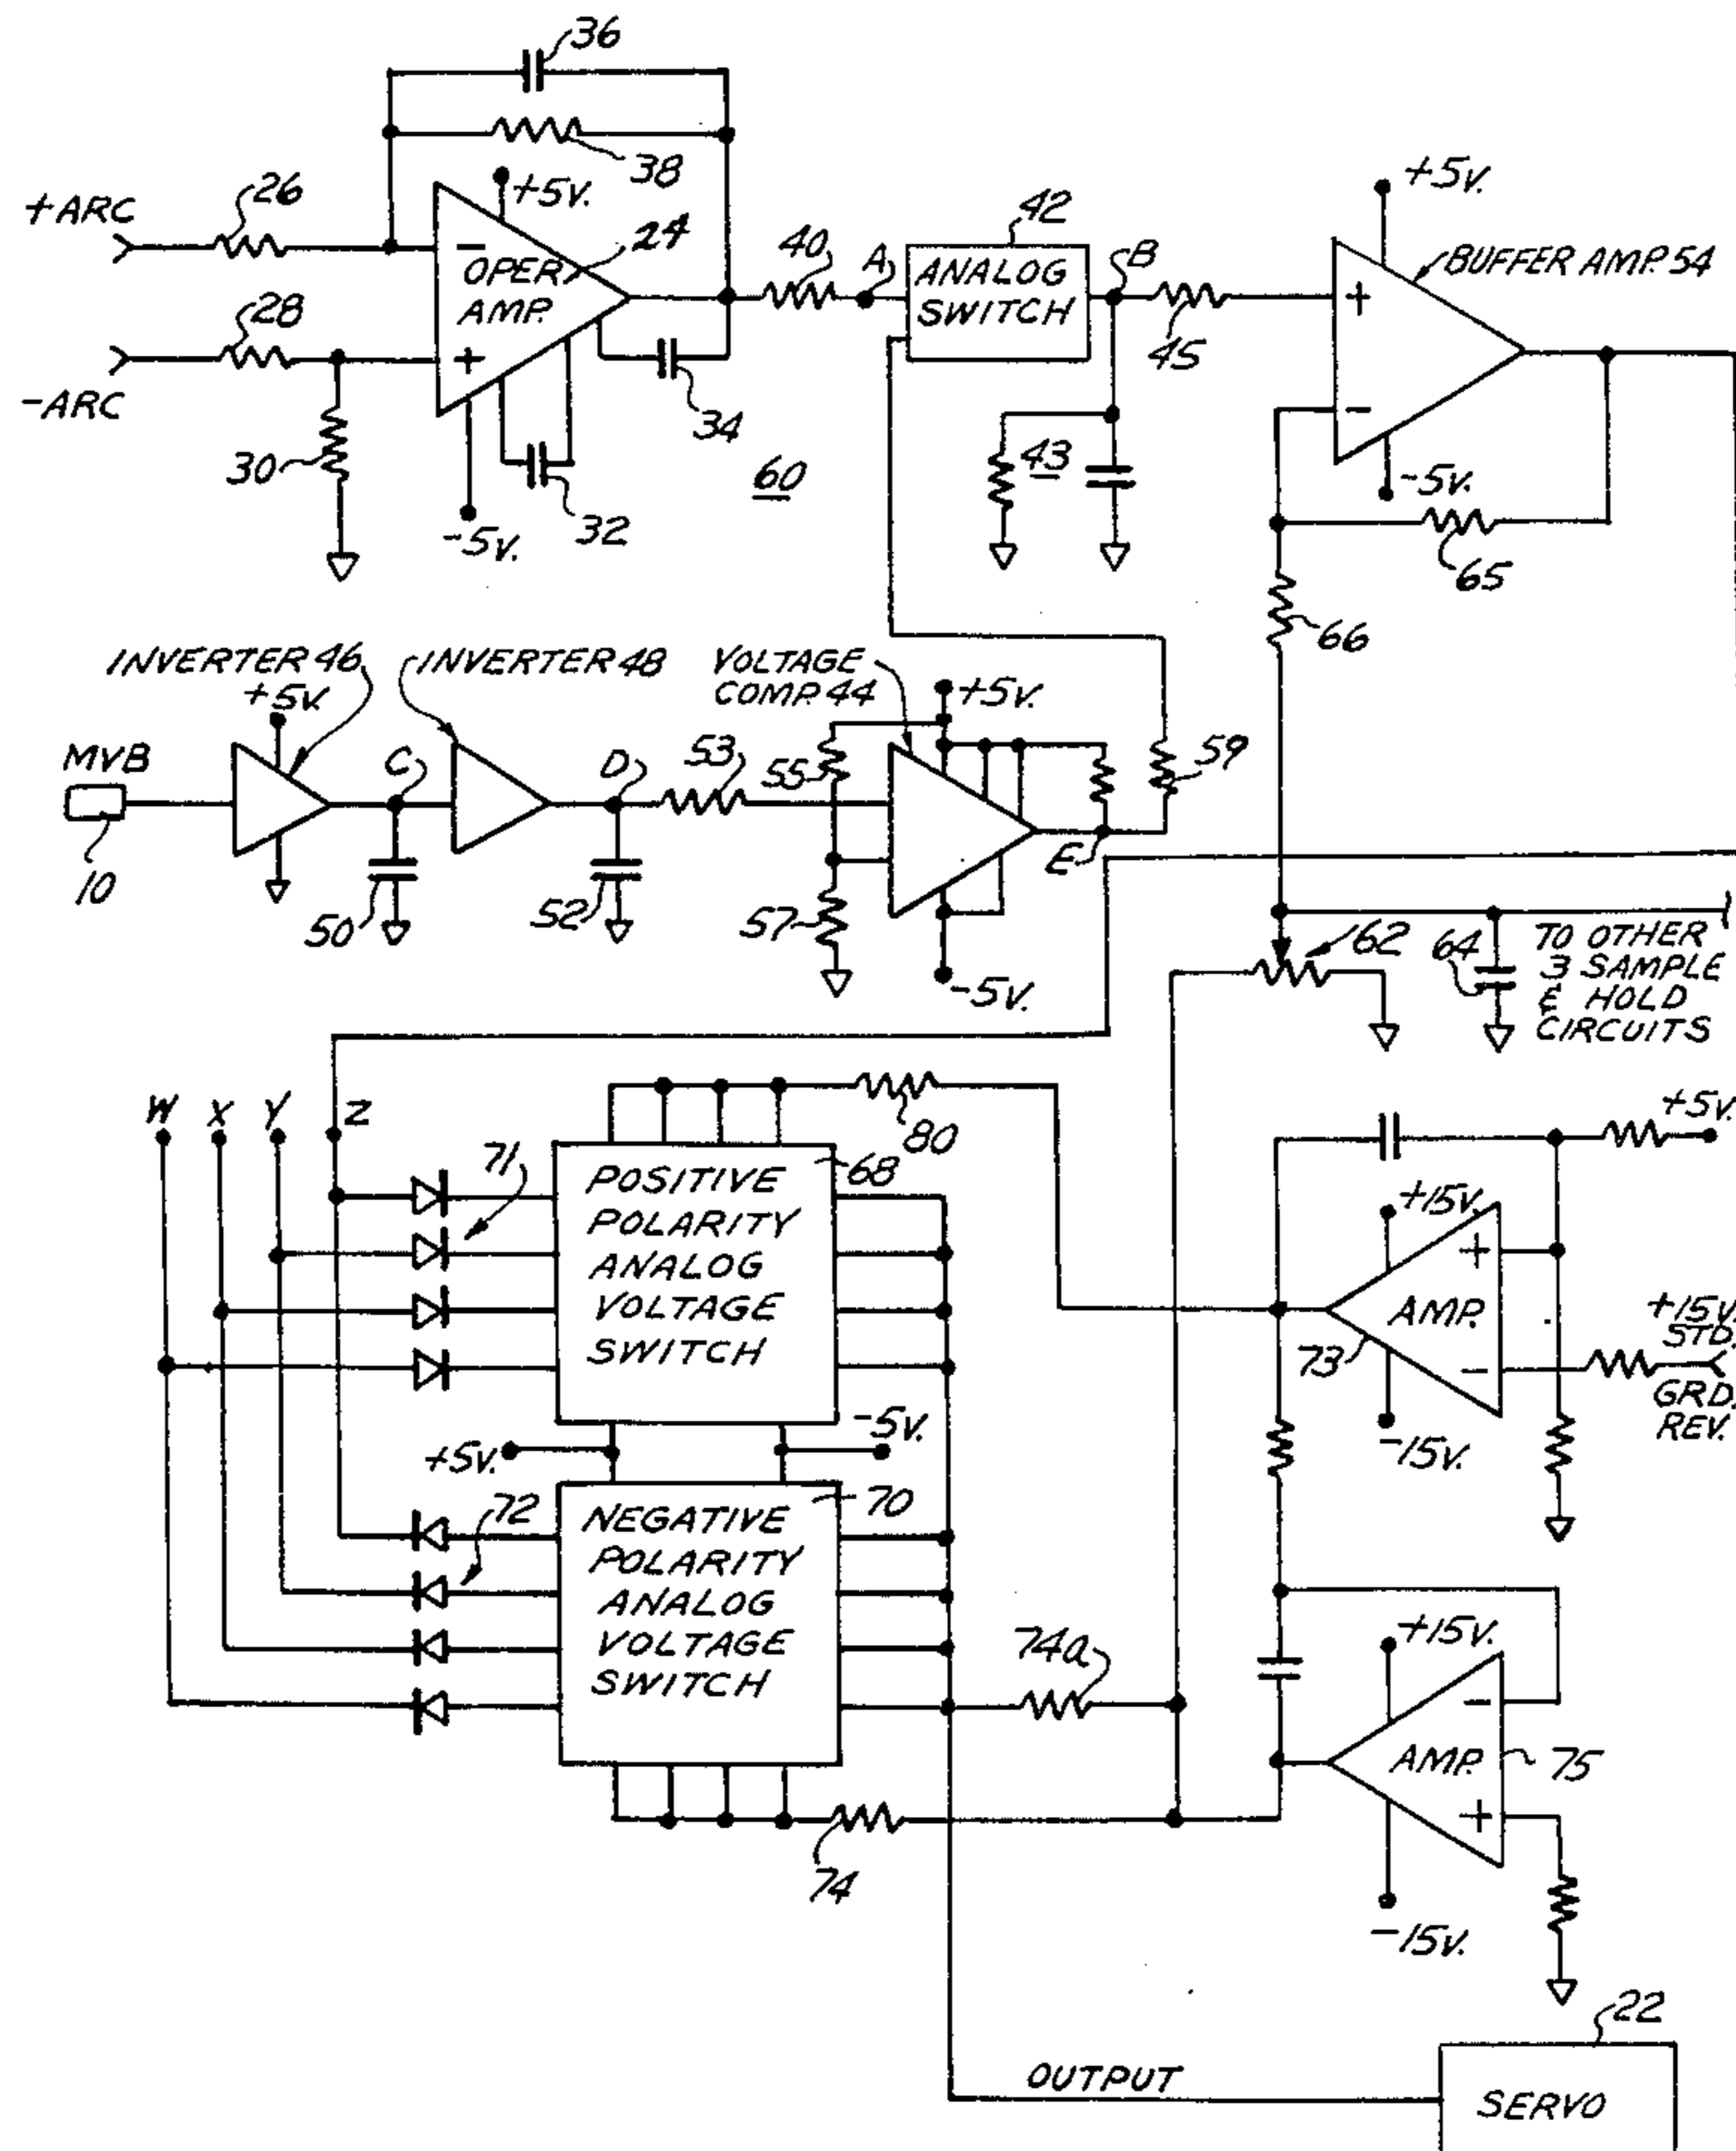 36
38
+5V.
26
+ARC
24
-
OPER.
AMP.
+
28
-ARC
30
34
32
-5V.
60
40
A
42
ANALOG
SWITCH
B
45
43
+5V.
BUFFER AMP. 54
+
-
-5V.
65
66
INVERTER 46
+5V.
INVERTER 48
VOLTAGE
COMP. 44
+5V.
MVB
10
C
50
D
52
53
55
57
E
59
-5V.
62
64
TO OTHER
3 SAMPLE
& HOLD
CIRCUITS
W X Y Z
71
80
68
POSITIVE
POLARITY
ANALOG
VOLTAGE
SWITCH
+5V.
-5V.
72
70
NEGATIVE
POLARITY
ANALOG
VOLTAGE
SWITCH
74a
74
+5V.
+15V.
+
AMP.
73
-
-15V.
+15V.
STD.
GRD.
REV.
+15V.
-
AMP.
75
+
-15V.
22
OUTPUT
SERVO